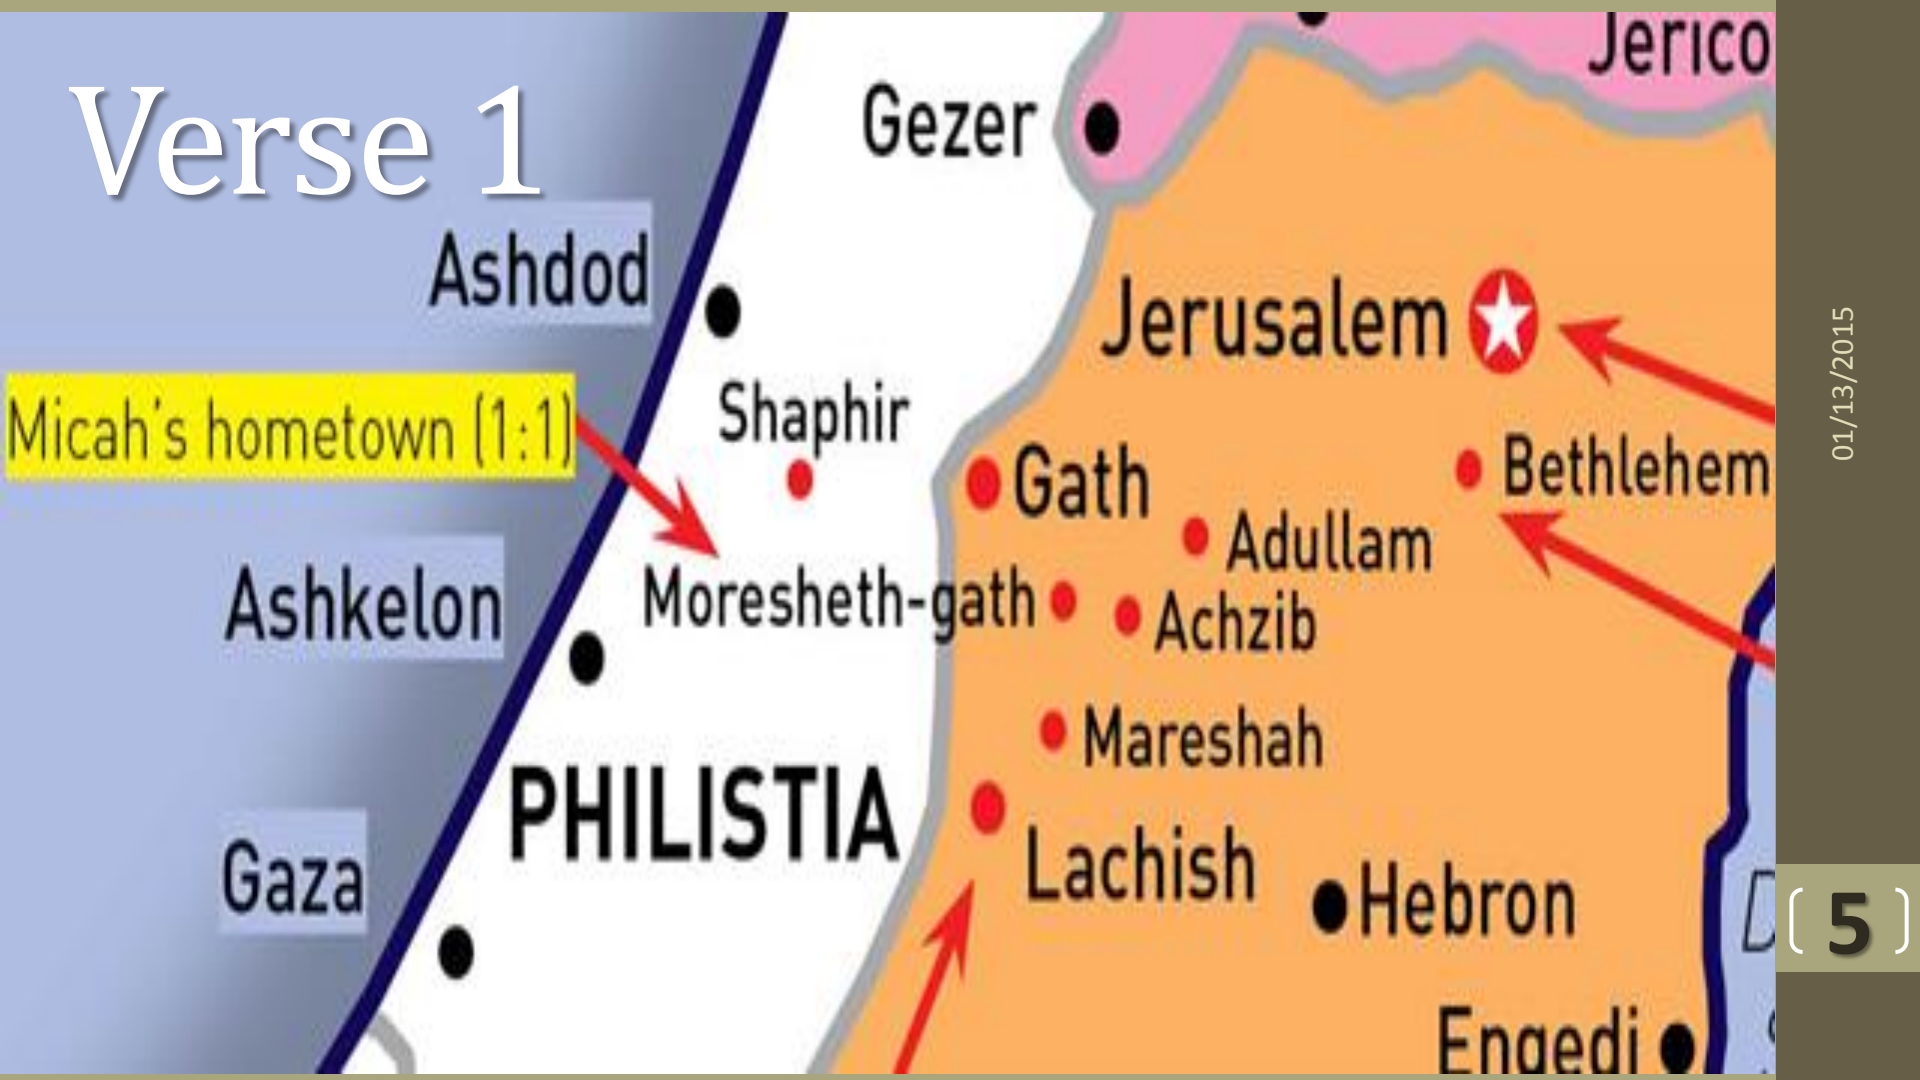 Verse 1
Jerico
Gezer
Ashdod
Jerusalem
Micah's hometown (1:1)
Shaphir
Gath
Bethlehem
Adullam
Ashkelon
Moresheth-gath
Achzib
Mareshah
PHILISTIA
Lachish
Gaza
Hebron
Engedi
D
01/13/2015
5